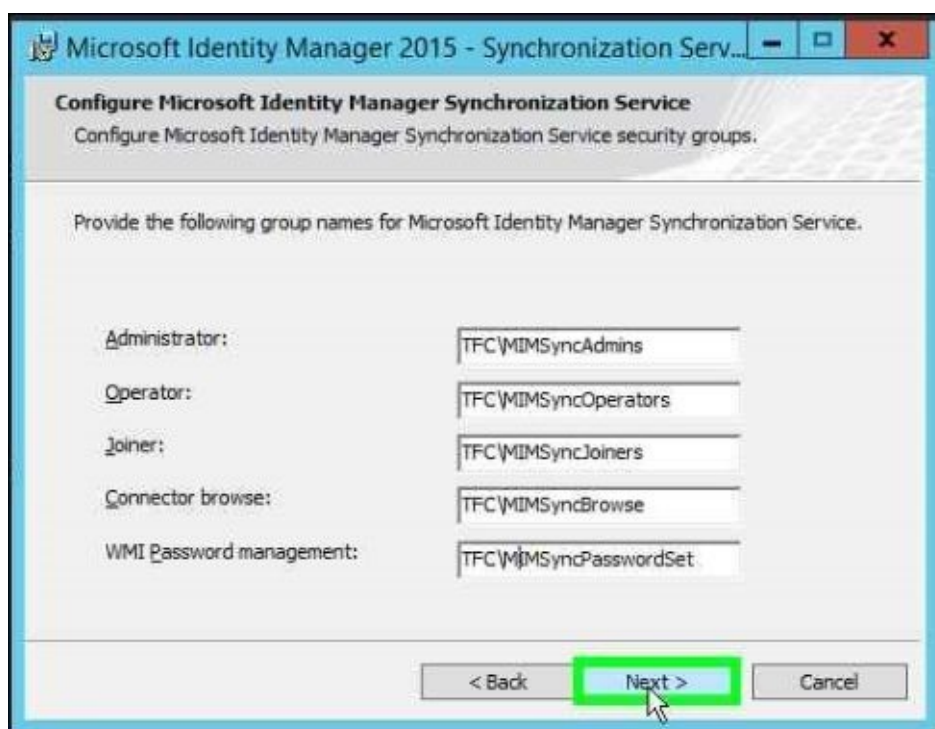 Microsoft Identity Manager 2015 - Synchronization Serv...
Configure Microsoft Identity Manager Synchronization Service
Configure Microsoft Identity Manager Synchronization Service security groups.
Provide the following group names for Microsoft Identity Manager Synchronization Service.
Administrator: TFC\MIMSyncAdmins
Operator: TFC\MIMSyncOperators
Joiner: TFC\MIMSyncJoiners
Connector browse: TFC\MIMSyncBrowse
WMI Password management: TFC\MIMSyncPasswordSet
< Back Next > Cancel